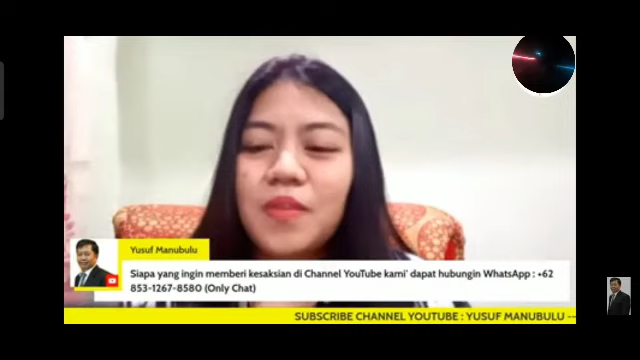 Yusuf Manubulu
Siapa yang ingin memberi kesaksian di Channel YouTube kami' dapat hubungin WhatsApp : +62
853-1267-8580 (Only Chat)
SUBSCRIBE CHANNEL YOUTUBE : YUSUF MANUBULU --